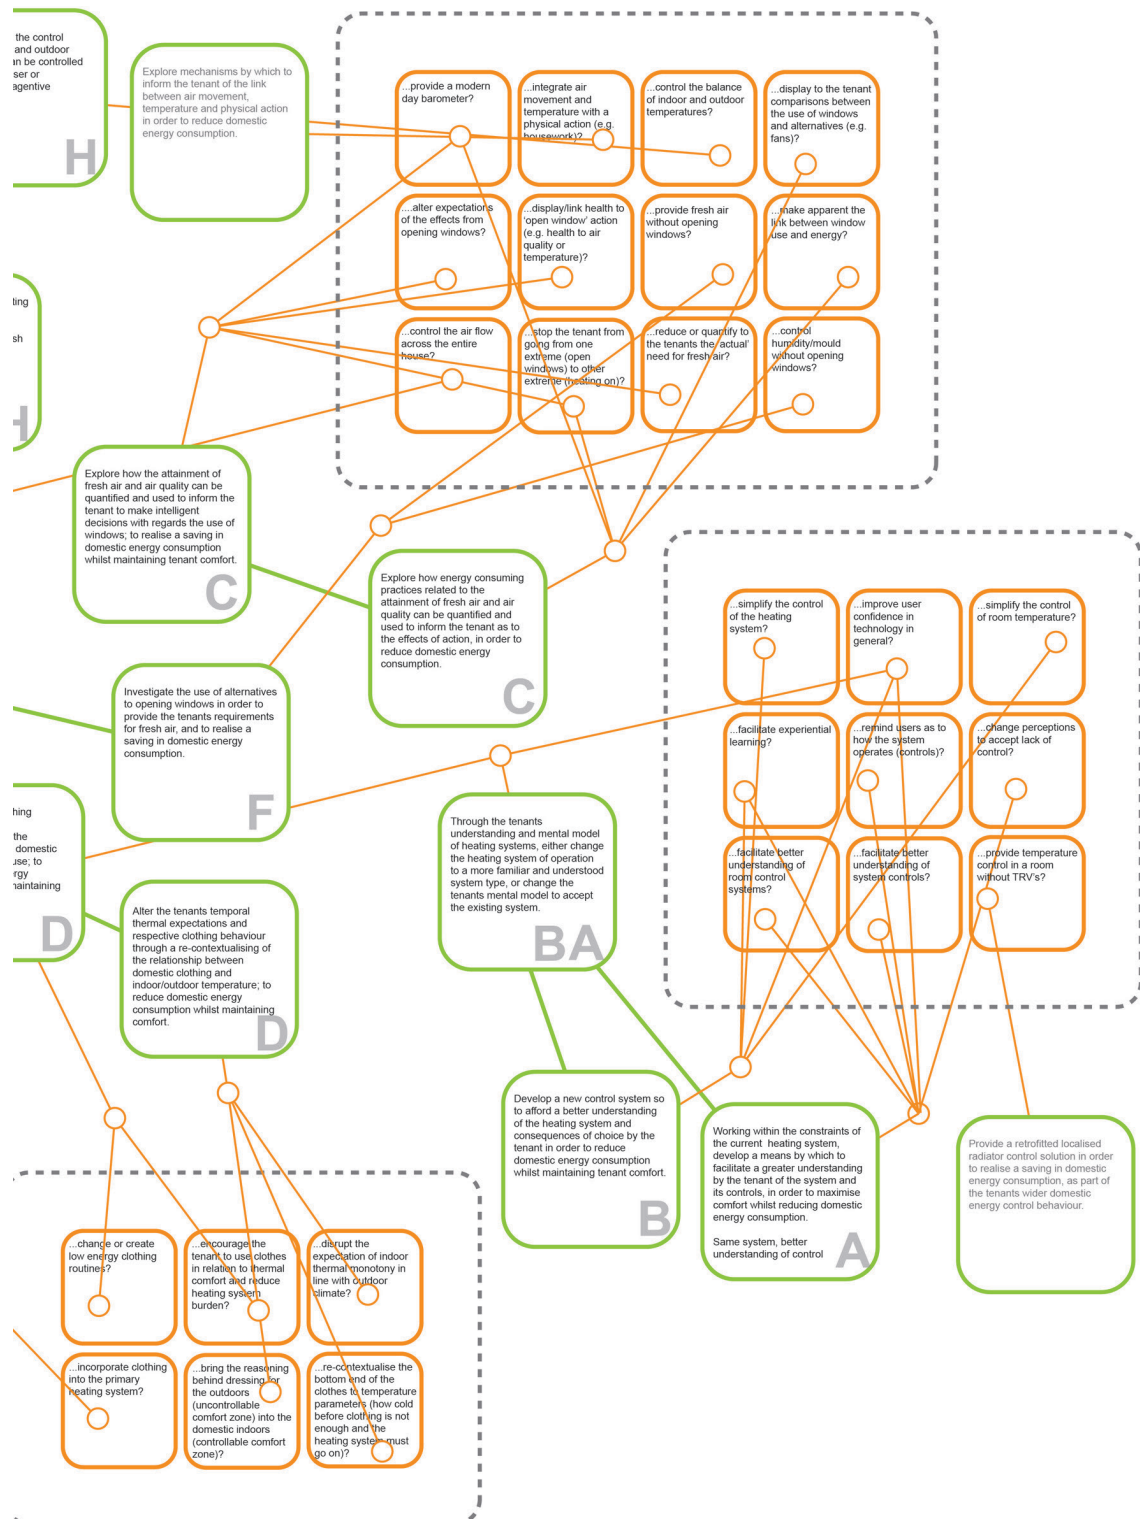 the control
and outdoor
an be controlled
ser or
agentive
H
Explore mechanisms by which to
inform the tenant of the link
between air movement,
temperature and physical action
in order to reduce domestic
energy consumption.
...provide a modern
day barometer?
...integrate air
movement and
temperature with a
physical action (e.g.
housework)?
...control the balance
of indoor and outdoor
temperatures?
...display to the tenant
comparisons between
the use of windows
and alternatives (e.g.
fans)?
....alter expectations
of the effects from
opening windows?
...display/link health to
'open window' action
(e.g. health to air
quality or
temperature)?
...provide fresh air
without opening
windows?
...make apparent the
link between window
use and energy?
...control the air flow
across the entire
house?
...stop the tenant from
going from one
extreme (open
windows) to other
extreme (heating on)?
...reduce or quantify to
the tenants the 'actual'
need for fresh air?
...control
humidity/mould
without opening
windows?
ting
sh
H
Explore how the attainment of
fresh air and air quality can be
quantified and used to inform the
tenant to make intelligent
decisions with regards the use of
windows; to realise a saving in
domestic energy consumption
whilst maintaining tenant comfort.
C
Explore how energy consuming
practices related to the
attainment of fresh air and air
quality can be quantified and
used to inform the tenant as to
the effects of action, in order to
reduce domestic energy
consumption.
C
Investigate the use of alternatives
to opening windows in order to
provide the tenants requirements
for fresh air, and to realise a
saving in domestic energy
consumption.
F
...simplify the control
of the heating
system?
...improve user
confidence in
technology in
general?
...simplify the control
of room temperature?
...facilitate experiential
learning?
...remind users as to
how the system
operates (controls)?
...change perceptions
to accept lack of
control?
...facilitate better
understanding of
room control
systems?
...facilitate better
understanding of
system controls?
...provide temperature
control in a room
without TRV's?
hing
the
domestic
use; to
rgy
maintaining
D
Alter the tenants temporal
thermal expectations and
respective clothing behaviour
through a re-contextualising of
the relationship between
domestic clothing and
indoor/outdoor temperature; to
reduce domestic energy
consumption whilst maintaining
comfort.
D
Through the tenants
understanding and mental model
of heating systems, either change
the heating system of operation
to a more familiar and understood
system type, or change the
tenants mental model to accept
the existing system.
BA
Develop a new control system so
to afford a better understanding
of the heating system and
consequences of choice by the
tenant in order to reduce
domestic energy consumption
whilst maintaining tenant comfort.
B
Working within the constraints of
the current heating system,
develop a means by which to
facilitate a greater understanding
by the tenant of the system and
its controls, in order to maximise
comfort whilst reducing domestic
energy consumption.
Same system, better
understanding of control
A
Provide a retrofitted localised
radiator control solution in order
to realise a saving in domestic
energy consumption, as part of
the tenants wider domestic
energy control behaviour.
...change or create
low energy clothing
routines?
...encourage the
tenant to use clothes
in relation to thermal
comfort and reduce
heating system
burden?
...disrupt the
expectation of indoor
thermal monotony in
line with outdoor
climate?
...incorporate clothing
into the primary
heating system?
...bring the reasoning
behind dressing for
the outdoors
(uncontrollable
comfort zone) into the
domestic indoors
(controllable comfort
zone)?
...re-contextualise the
bottom end of the
clothes to temperature
parameters (how cold
before clothing is not
enough and the
heating system must
go on)?